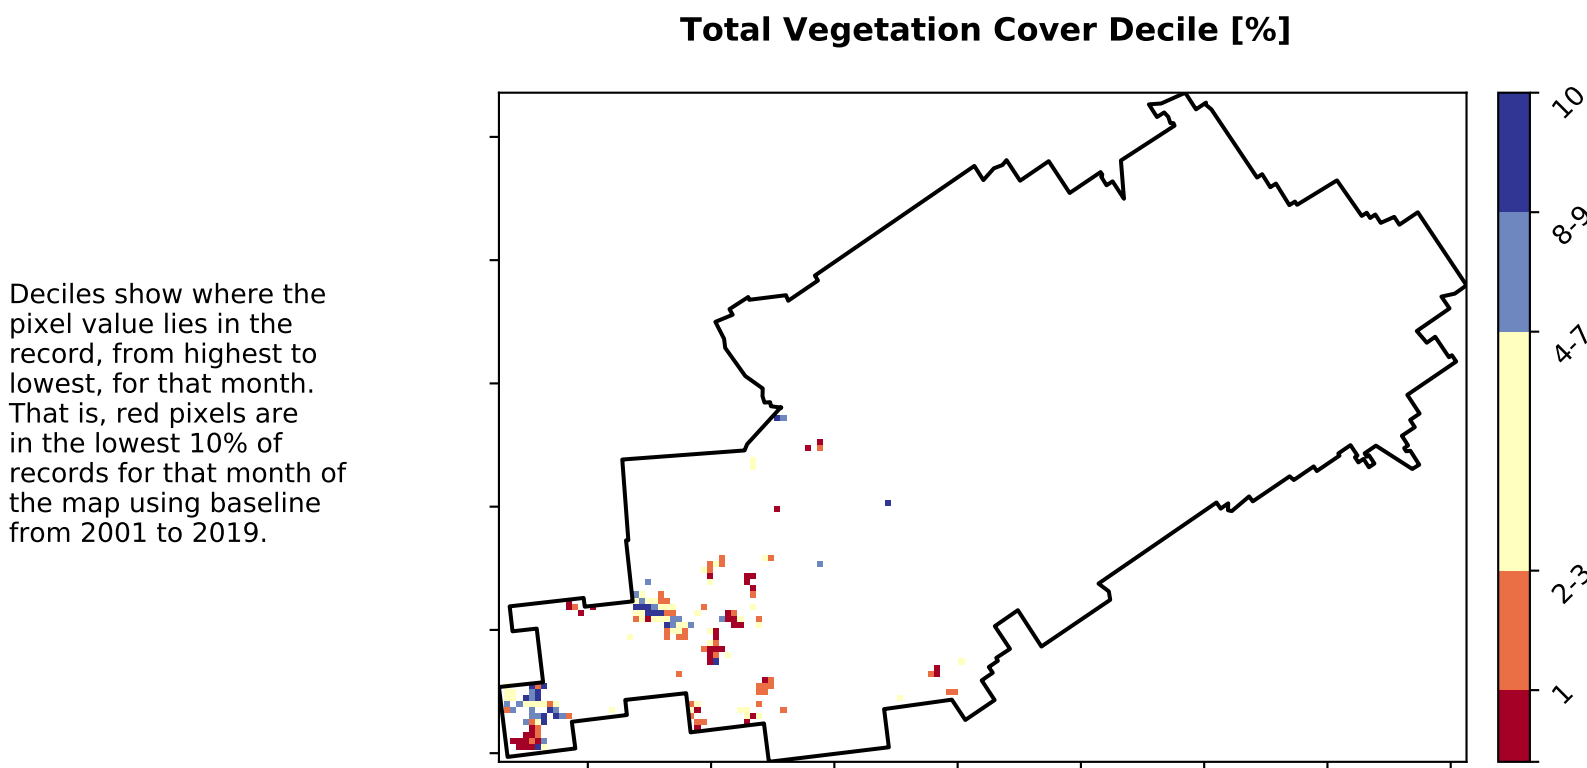 Total Vegetation Cover Decile [%]
Deciles show where the
pixel value lies in the
record, from highest to
lowest, for that month.
That is, red pixels are
in the lowest 10% of
records for that month of
the map using baseline
from 2001 to 2019.
10
8-9
4-7
2-3
1